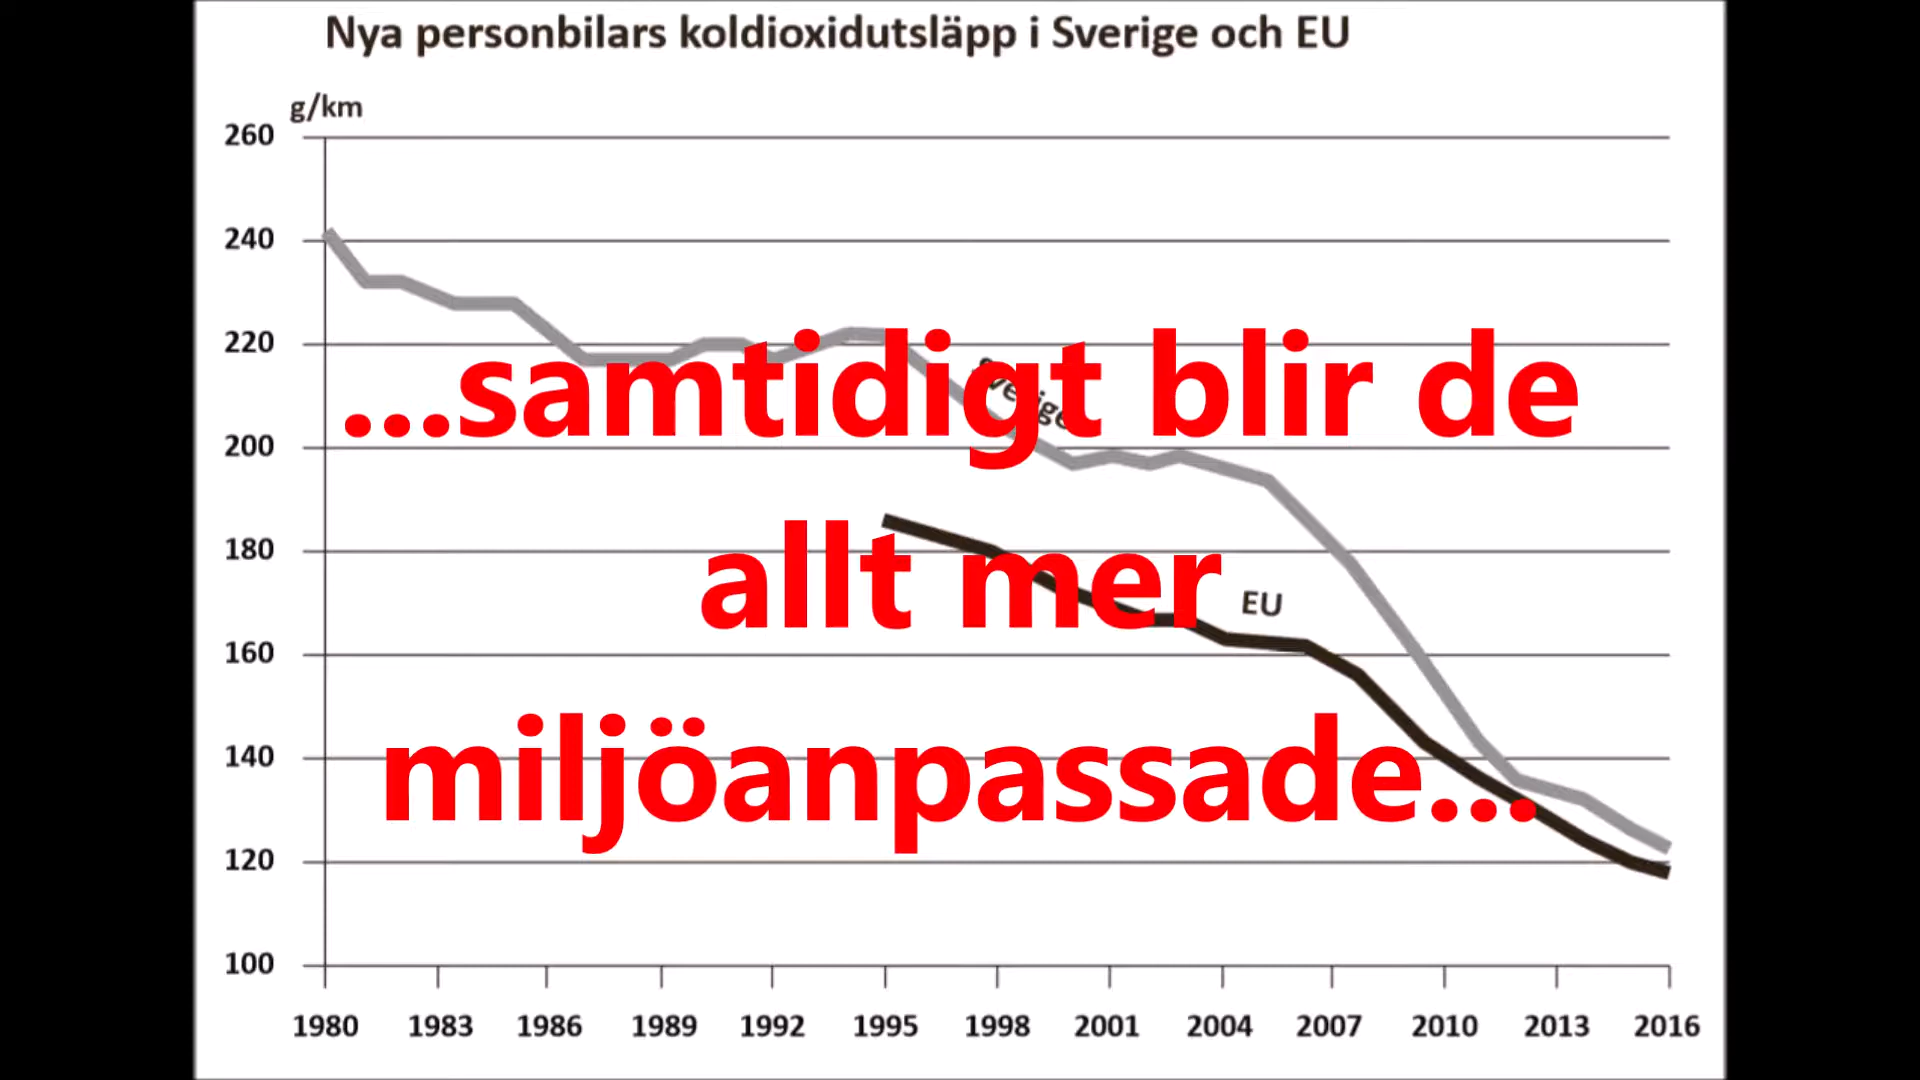 Nya personbilars koldioxidutsläpp i Sverige och EU
g/km
260
240
220
...samtidigt blir de
Sverige
200
180
allt mer
EU
160
140
miljöanpassade...
120
100
1980 1983 1986 1989 1992 1995 1998 2001 2004 2007 2010 2013 2016